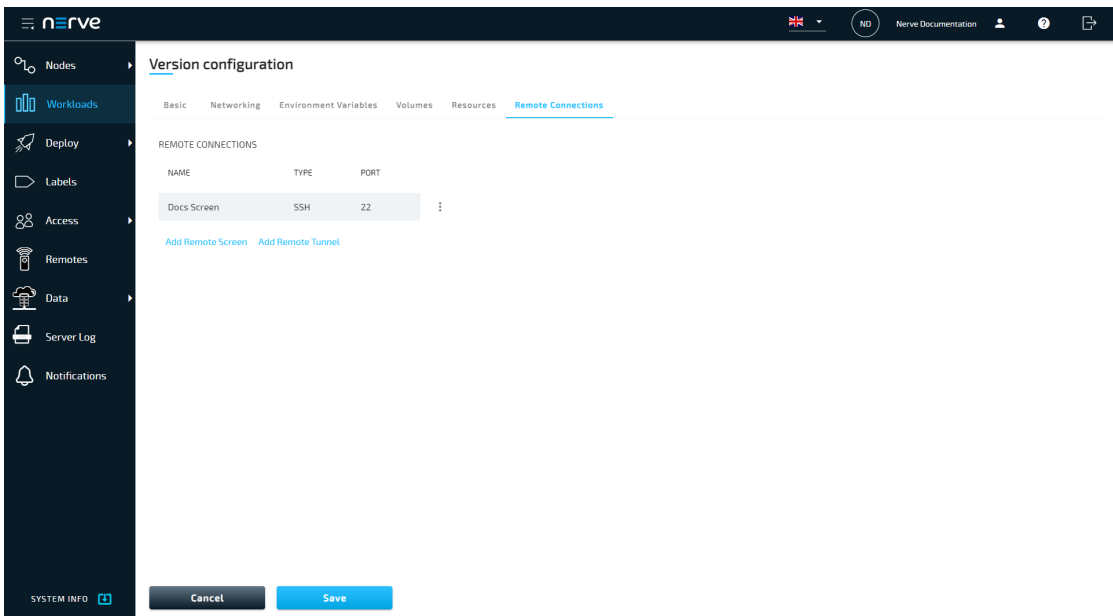 nerve
ND Nerve Documentation ?
Nodes
Workloads
Deploy
Labels
Access
Remotes
Data
Server Log
Notifications
SYSTEM INFO
Version configuration
Basic Networking Environment Variables Volumes Resources Remote Connections
REMOTE CONNECTIONS
NAME TYPE PORT
Docs Screen SSH 22
Add Remote Screen Add Remote Tunnel
Cancel Save